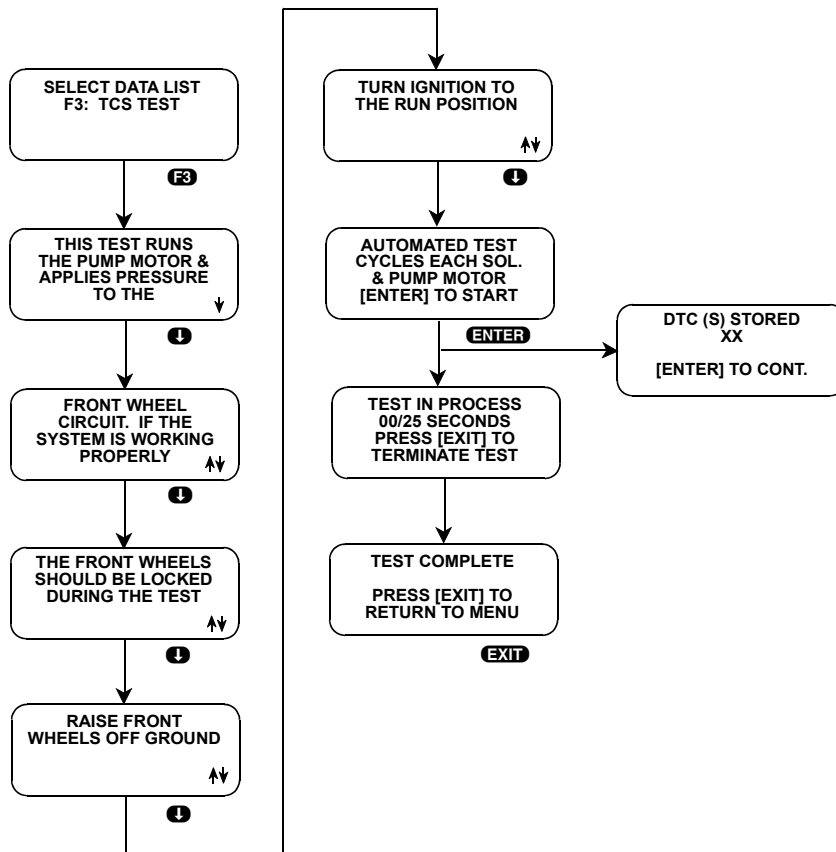 SELECT DATA LIST
F3: TCS TEST
F3
THIS TEST RUNS
THE PUMP MOTOR &
APPLIES PRESSURE
TO THE
FRONT WHEEL
CIRCUIT. IF THE
SYSTEM IS WORKING
PROPERLY
THE FRONT WHEELS
SHOULD BE LOCKED
DURING THE TEST
RAISE FRONT
WHEELS OFF GROUND
TURN IGNITION TO
THE RUN POSITION
AUTOMATED TEST
CYCLES EACH SOL.
& PUMP MOTOR
[ENTER] TO START
ENTER
DTC (S) STORED
XX
[ENTER] TO CONT.
TEST IN PROCESS
00/25 SECONDS
PRESS [EXIT] TO
TERMINATE TEST
TEST COMPLETE
PRESS [EXIT] TO
RETURN TO MENU
EXIT